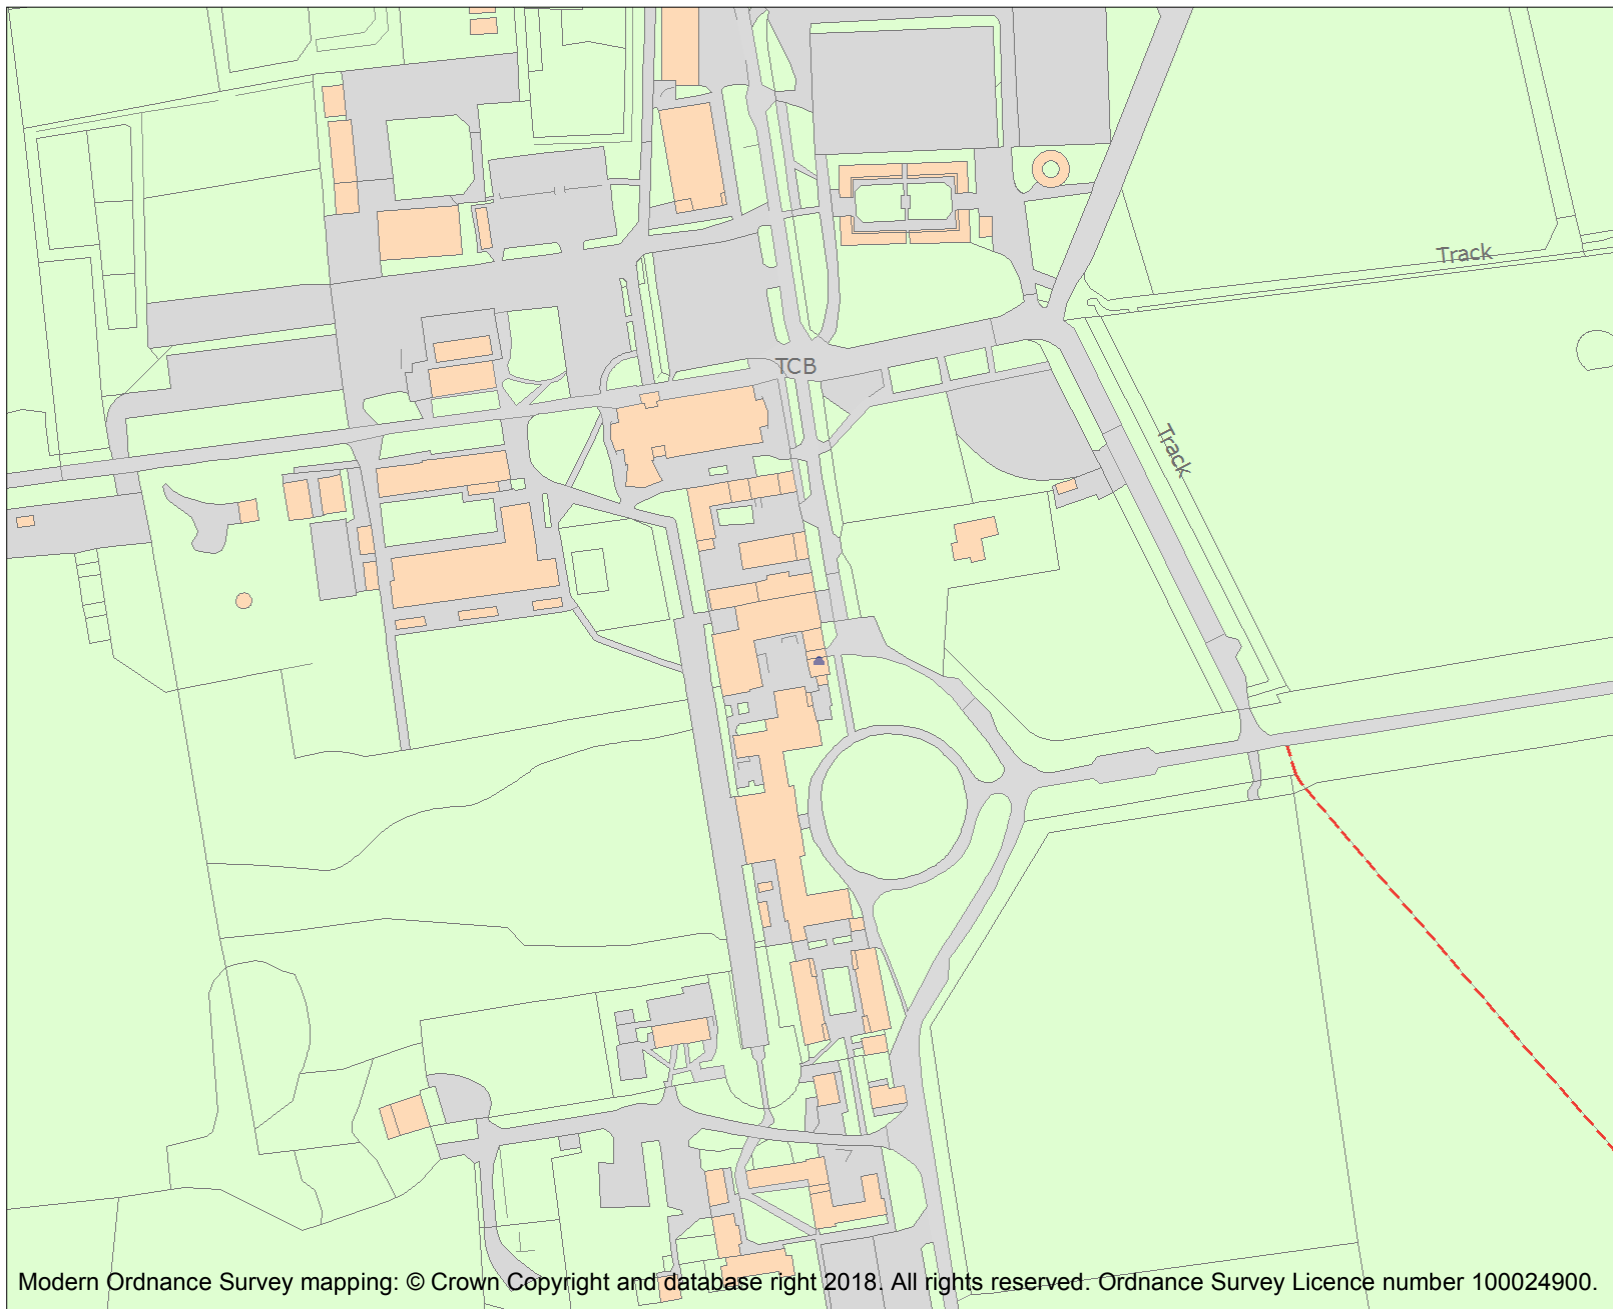 Track
TCB
Track
Modern Ordnance Survey mapping: © Crown Copyright and database right 2018. All rights reserved. Ordnance Survey Licence number 100024900.